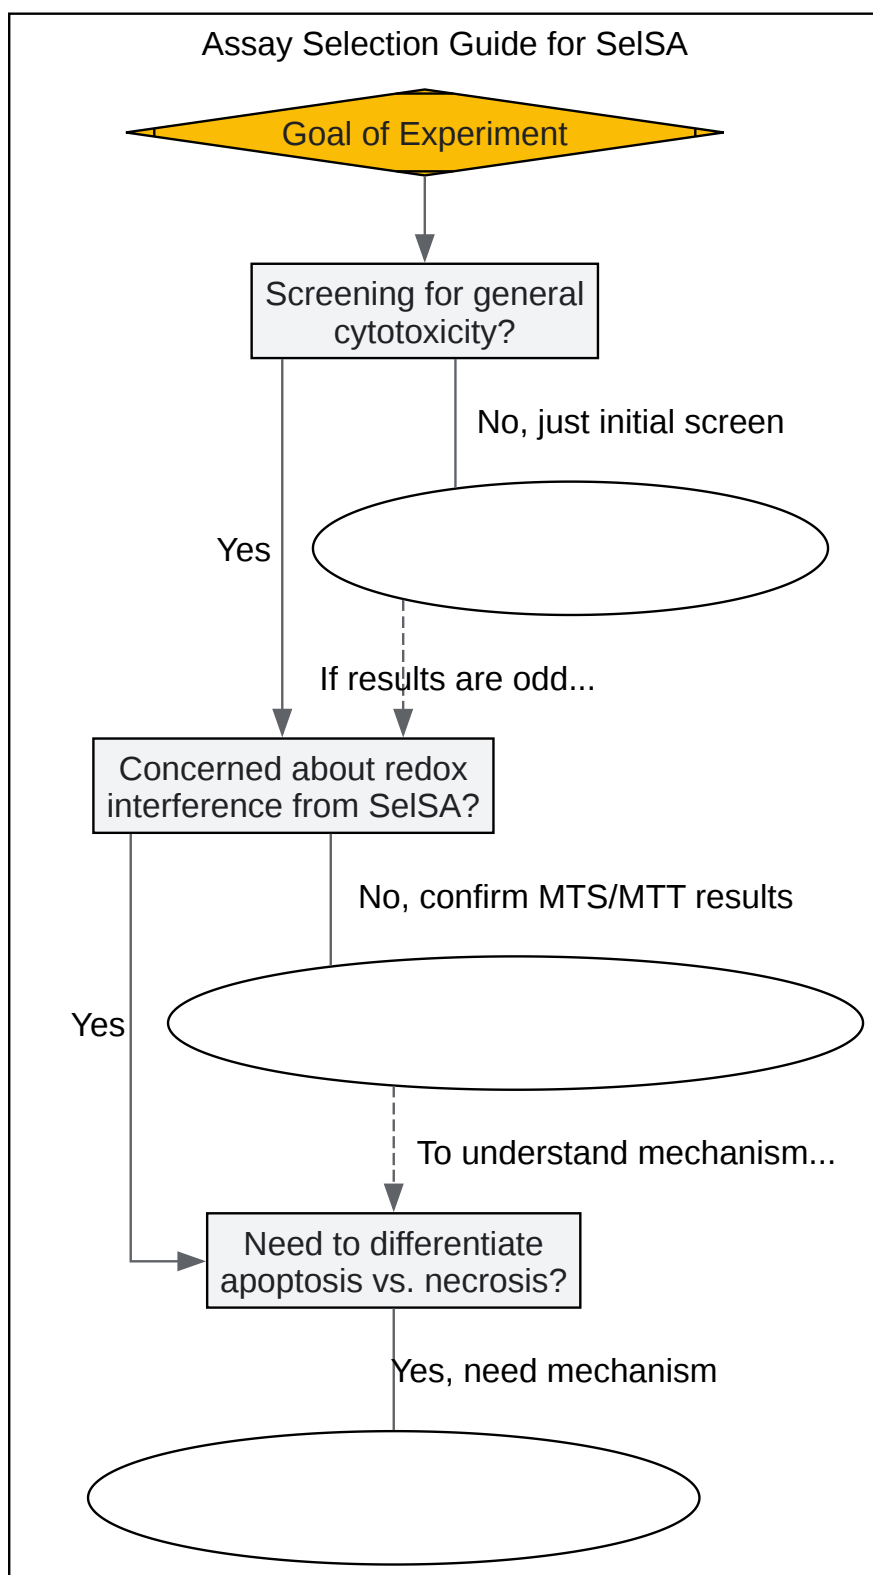 Assay Selection Guide for SelSA
Goal of Experiment
Screening for general
cytotoxicity?
No, just initial screen
Yes
If results are odd...
Concerned about redox
interference from SelSA?
No, confirm MTS/MTT results
Yes
To understand mechanism...
Need to differentiate
apoptosis vs. necrosis?
Yes, need mechanism